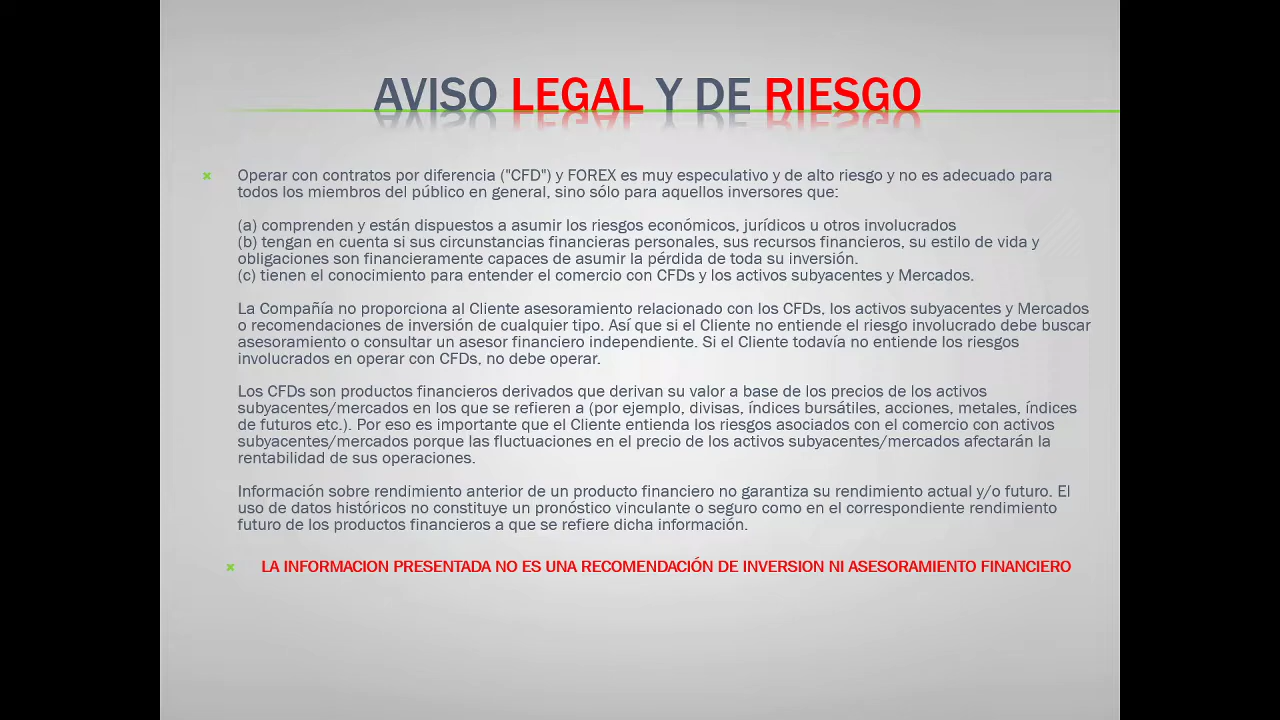 AVISO LEGAL Y DE RIESGO
Operar con contratos por diferencia ("CFD") y FOREX es muy especulativo y de alto riesgo y no es adecuado para
todos los miembros del público en general, sino sólo para aquellos inversores que:
(a) comprenden y están dispuestos a asumir los riesgos económicos, jurídicos u otros involucrados
(b) tengan en cuenta si sus circunstancias financieras personales, sus recursos financieros, su estilo de vida y
obligaciones son financieramente capaces de asumir la pérdida de toda su inversión.
(c) tienen el conocimiento para entender el comercio con CFDs y los activos subyacentes y Mercados.
La Compañía no proporciona al Cliente asesoramiento relacionado con los CFDs, los activos subyacentes y Mercados
o recomendaciones de inversión de cualquier tipo. Así que si el Cliente no entiende el riesgo involucrado debe buscar
asesoramiento o consultar un asesor financiero independiente. Si el Cliente todavía no entiende los riesgos
involucrados en operar con CFDs, no debe operar.
Los CFDs son productos financieros derivados que derivan su valor a base de los precios de los activos
subyacentes/mercados en los que se refieren a (por ejemplo, divisas, índices bursátiles, acciones, metales, índices
de futuros etc.). Por eso es importante que el Cliente entienda los riesgos asociados con el comercio con activos
subyacentes/mercados porque las fluctuaciones en el precio de los activos subyacentes/mercados afectarán la
rentabilidad de sus operaciones.
Información sobre rendimiento anterior de un producto financiero no garantiza su rendimiento actual y/o futuro. El
uso de datos históricos no constituye un pronóstico vinculante o seguro como en el correspondiente rendimiento
futuro de los productos financieros a que se refiere dicha información.
LA INFORMACION PRESENTADA NO ES UNA RECOMENDACIÓN DE INVERSION NI ASESORAMIENTO FINANCIERO